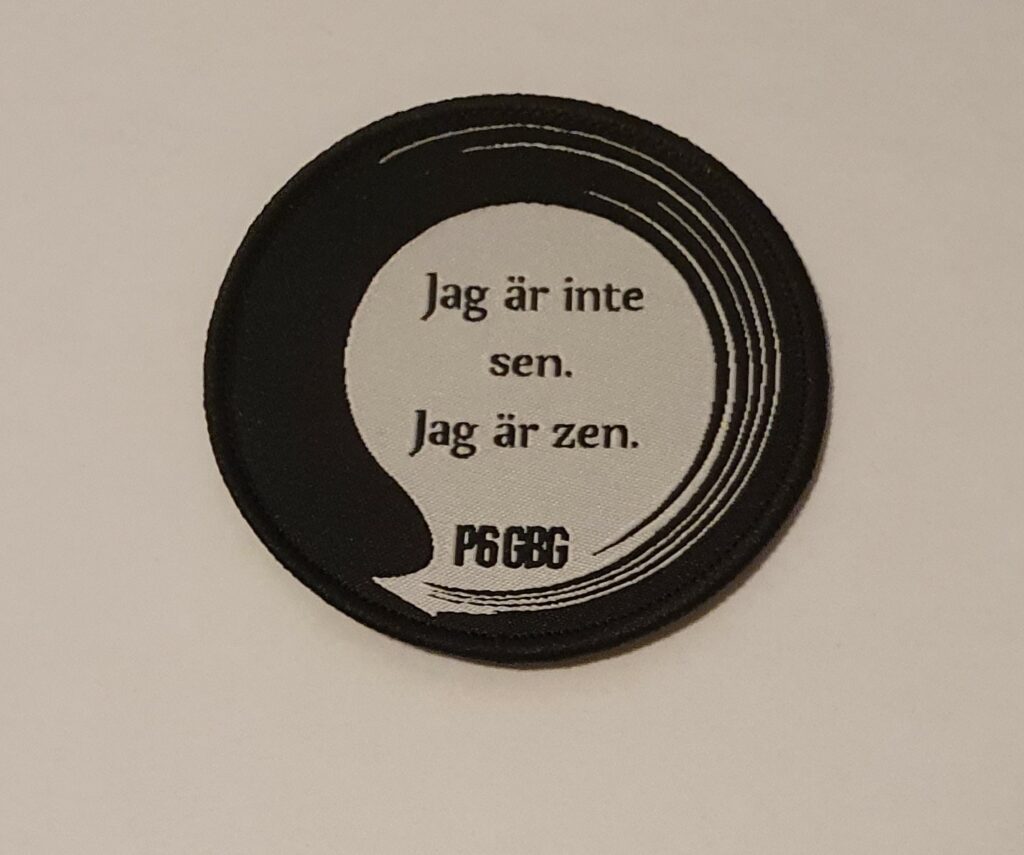 Jag är inte
sen.
Jag är zen.
P6 GBG